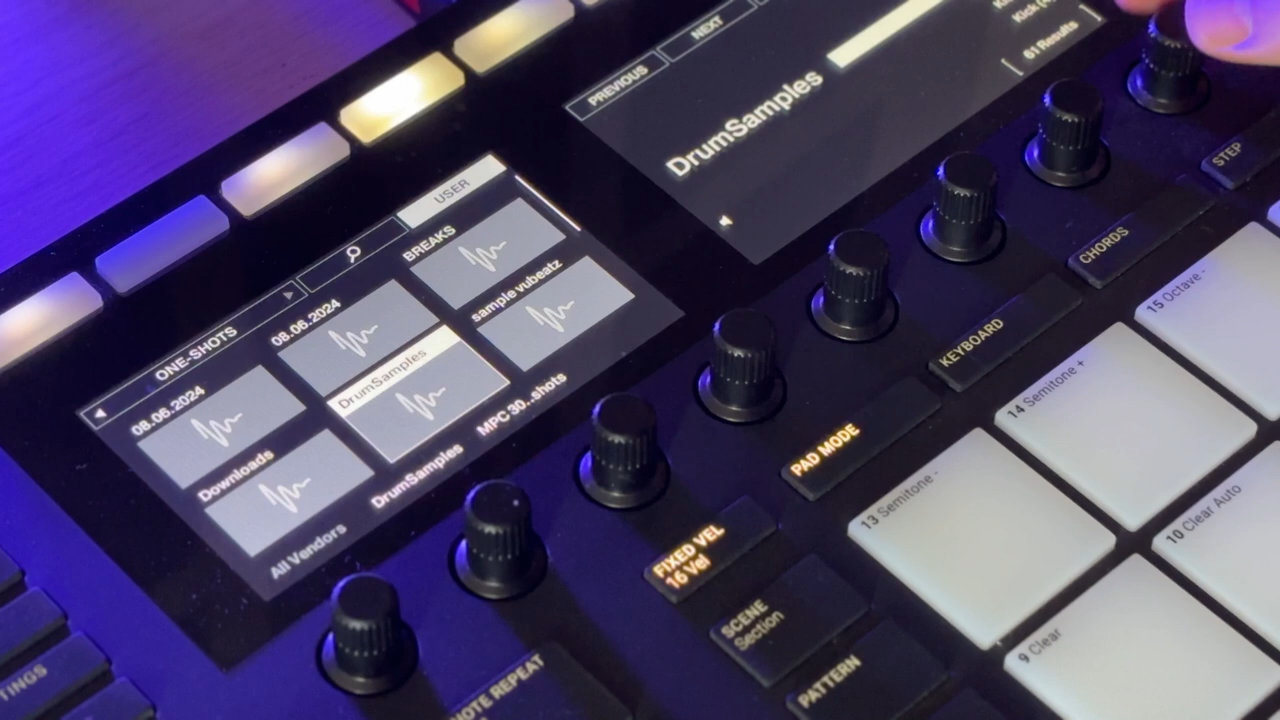 PREVIOUS
NEXT
DrumSamples
61 Results
ONE-SHOTS
USER
08.06.2024
08.06.2024
BREAKS
Downloads
DrumSamples
sample vubeatz
All Vendors
DrumSamples
MPC 30..shots
STEP
CHORDS
KEYBOARD
PAD MODE
FIXED VEL
16 Vel
SCENE
Section
PATTERN
NOTE REPEAT
TINGS
15 Octave -
14 Semitone +
13 Semitone -
10 Clear Auto
9 Clear